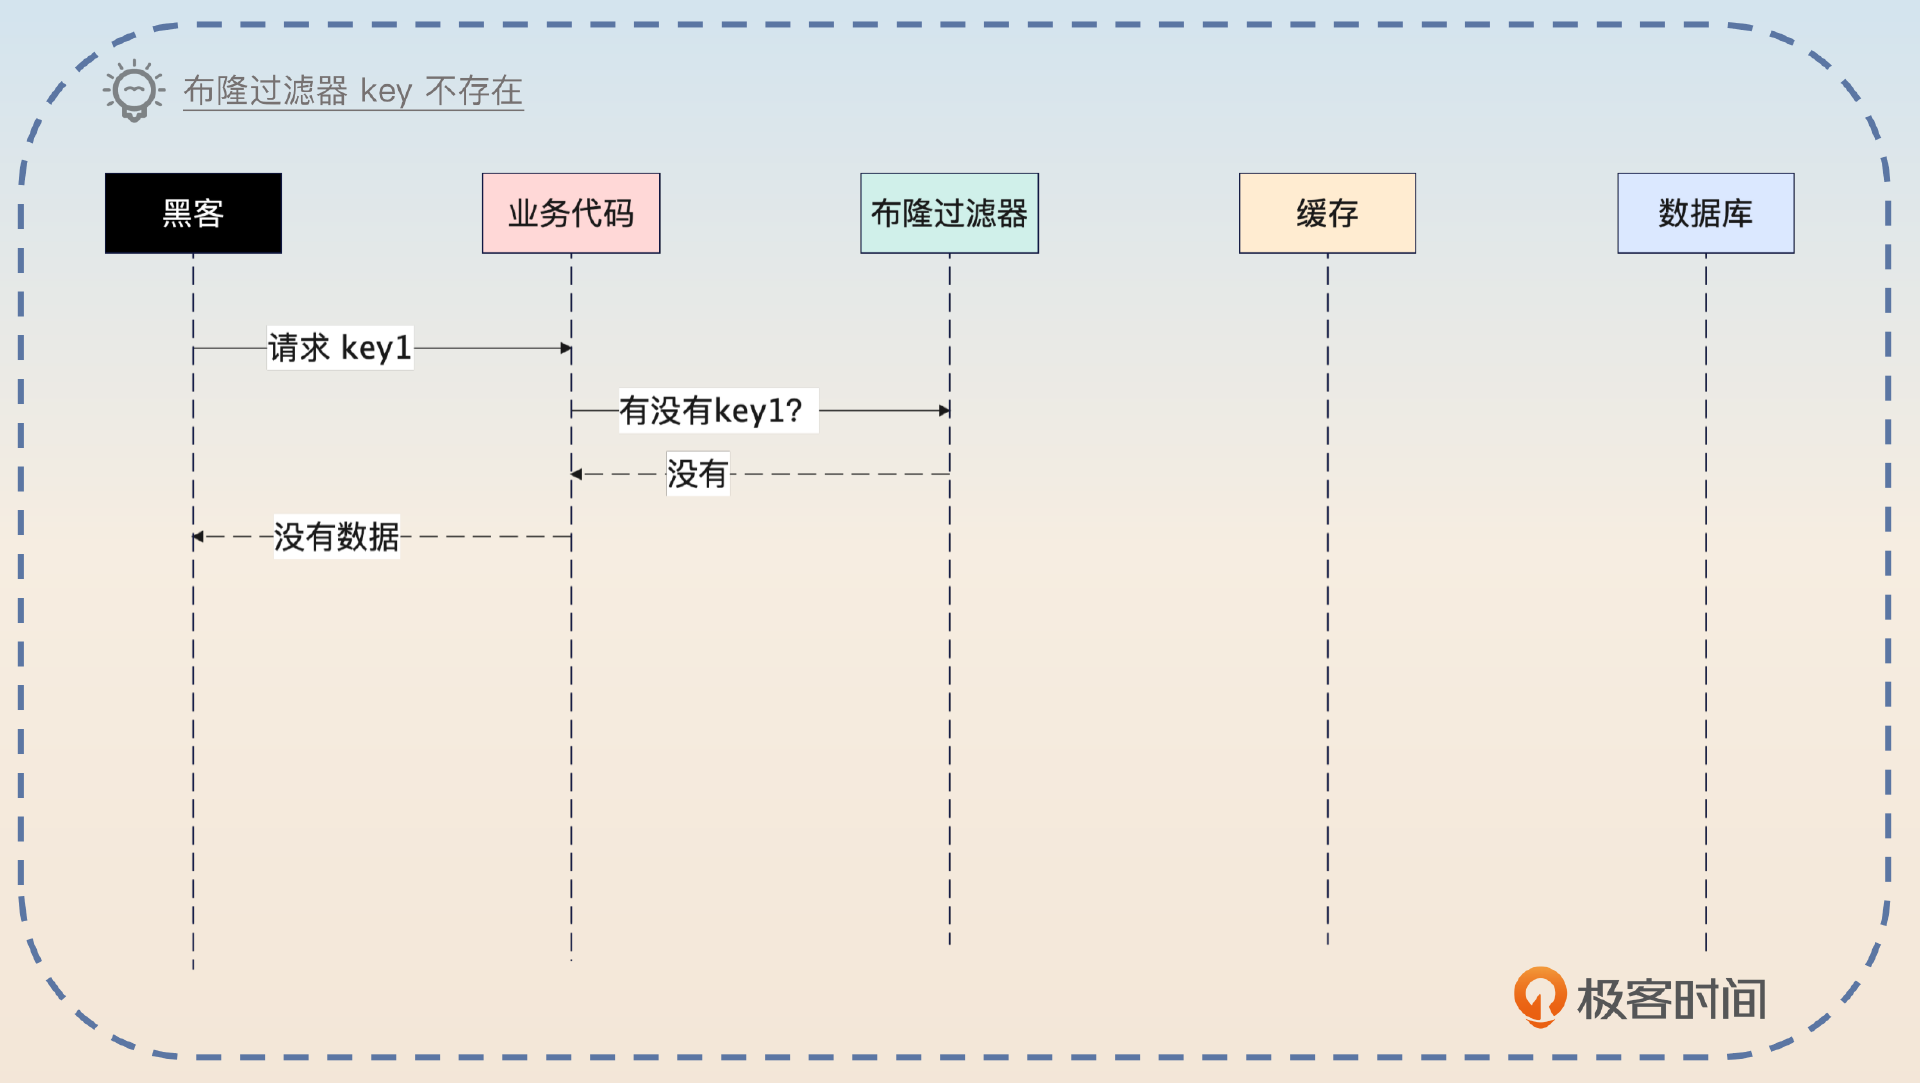 布隆过滤器 key 不存在
黑客
业务代码
布隆过滤器
缓存
数据库
请求 key1
有没有key1?
没有
没有数据
极客时间